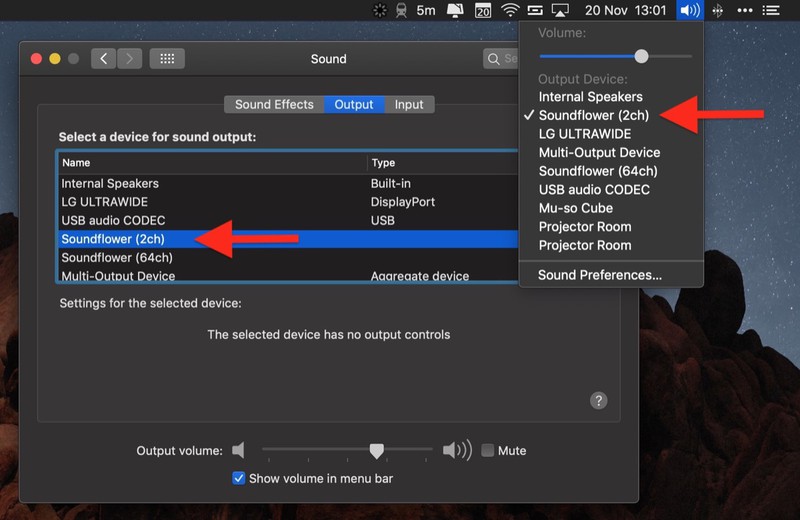 5m 20 20 Nov 13:01
Volume:
Output Device:
Internal Speakers
Soundflower (2ch)
LG ULTRAWIDE
Multi-Output Device
Soundflower (64ch)
USB audio CODEC
Mu-so Cube
Projector Room
Projector Room
Sound Preferences...
Sound
Se
Sound Effects Output Input
Select a device for sound output:
Name Type
Internal Speakers Built-in
LG ULTRAWIDE DisplayPort
USB audio CODEC USB
Soundflower (2ch)
Soundflower (64ch)
Multi-Output Device Aggregate device
Settings for the selected device:
The selected device has no output controls
?
Output volume: Mute
Show volume in menu bar